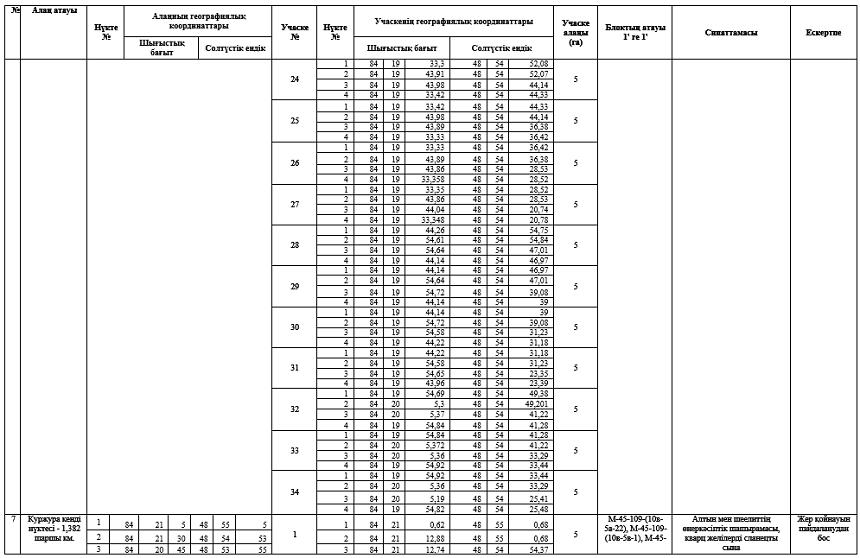 № Алаң атауы Нүкте № Алаңның географиялық координаттары Учаске № Нүкте № Учаскенің географиялық координаттары Учаске алаңы (га) Блоктың атауы 1' ге 1' Сипаттамасы Ескертпе
Шығыстық бағыт Солтүстік ендік Шығыстық бағыт Солтүстік ендік
24 5
1 84 19 33,3 48 54 52,08
2 84 19 43,91 48 54 52,07
3 84 19 43,98 48 54 44,14
4 84 19 33,42 48 54 44,33
25 5
1 84 19 33,42 48 54 44,33
2 84 19 43,98 48 54 44,14
3 84 19 43,89 48 54 36,38
4 84 19 33,33 48 54 36,42
26 5
1 84 19 33,33 48 54 36,42
2 84 19 43,89 48 54 36,38
3 84 19 43,86 48 54 28,53
4 84 19 33,358 48 54 28,52
27 5
1 84 19 33,35 48 54 28,52
2 84 19 43,86 48 54 28,53
3 84 19 44,04 48 54 20,74
4 84 19 33,348 48 54 20,78
28 5
1 84 19 44,26 48 54 54,75
2 84 19 54,61 48 54 54,84
3 84 19 54,64 48 54 47,01
4 84 19 44,14 48 54 46,97
29 5
1 84 19 44,14 48 54 46,97
2 84 19 54,64 48 54 47,01
3 84 19 54,72 48 54 39,08
4 84 19 44,14 48 54 39
30 5
1 84 19 44,14 48 54 39
2 84 19 54,72 48 54 39,08
3 84 19 54,58 48 54 31,23
4 84 19 44,22 48 54 31,18
31 5
1 84 19 44,22 48 54 31,18
2 84 19 54,58 48 54 31,23
3 84 19 54,65 48 54 23,35
4 84 19 43,96 48 54 23,39
32 5
1 84 19 54,69 48 54 49,38
2 84 20 5,3 48 54 49,201
3 84 20 5,37 48 54 41,22
4 84 19 54,84 48 54 41,28
33 5
1 84 19 54,84 48 54 41,28
2 84 20 5,372 48 54 41,22
3 84 20 5,36 48 54 33,29
4 84 19 54,92 48 54 33,44
34 5
1 84 19 54,92 48 54 33,44
2 84 20 5,36 48 54 33,29
3 84 20 5,19 48 54 25,41
4 84 19 54,82 48 54 25,48
7 Қуржура кенді нүктесі - 1,382 шаршы км.
1 84 21 5 48 55 5
2 84 21 30 48 54 53
3 84 20 45 48 53 55
1 5
1 84 21 0,62 48 55 0,68
2 84 21 12,88 48 55 0,68
3 84 21 12,74 48 54 54,37
М-45-109-(10в-5а-22), М-45-109-(10в-5в-1), М-45-
Алтын мен шеелиттің өнеркәсіптік шашырамасы, кварц желілерді сланецты сына
Жер қойнауын пайдаланудан бос